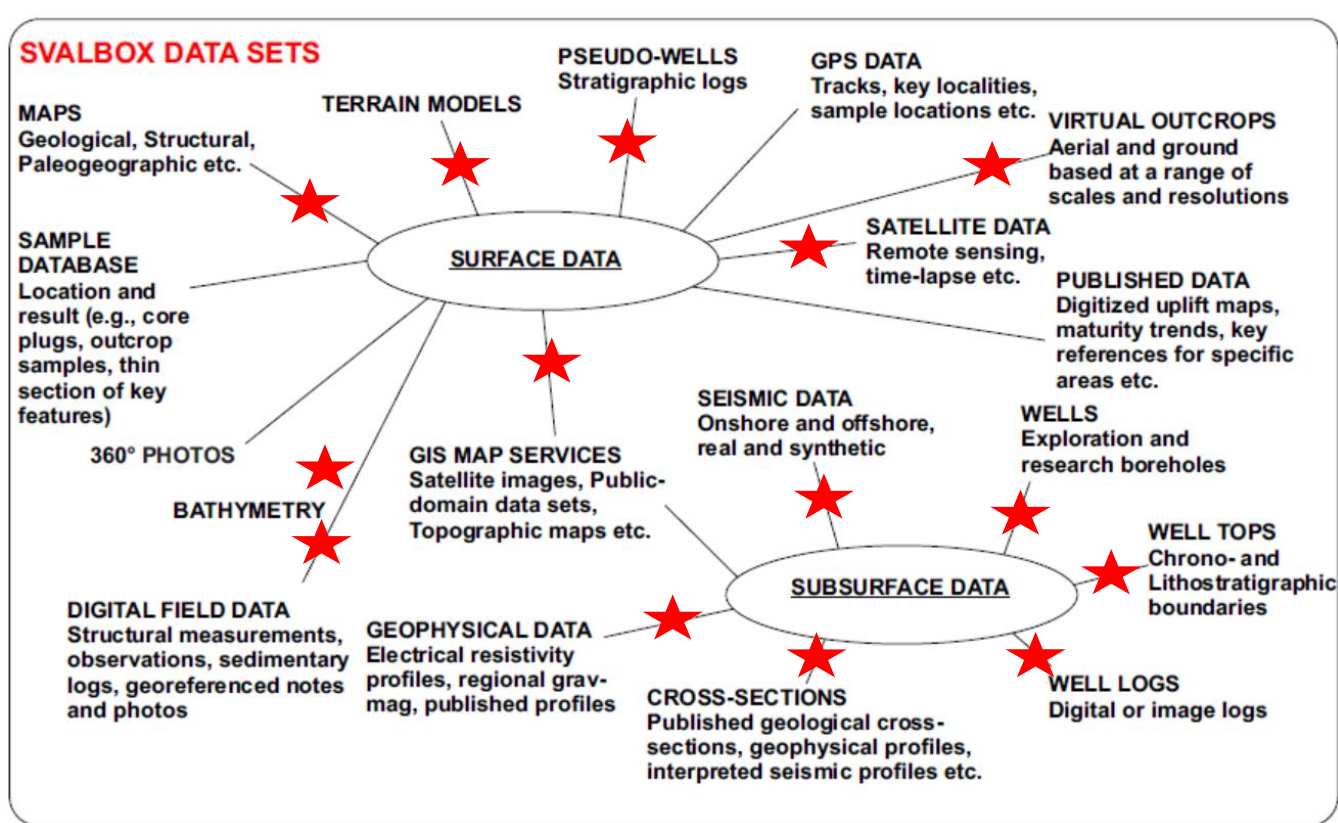 SVALBOX DATA SETS
MAPS
Geological, Structural,
Paleogeographic etc.
TERRAIN MODELS
PSEUDO-WELLS
Stratigraphic logs
GPS DATA
Tracks, key localities,
sample locations etc.
VIRTUAL OUTCROPS
Aerial and ground
based at a range of
scales and resolutions
SAMPLE
DATABASE
Location and
result (e.g., core
plugs, outcrop
samples, thin
section of key
features)
SURFACE DATA
SATELLITE DATA
Remote sensing,
time-lapse etc.
PUBLISHED DATA
Digitized uplift maps,
maturity trends, key
references for specific
areas etc.
360° PHOTOS
BATHYMETRY
GIS MAP SERVICES
Satellite images, Public-
domain data sets,
Topographic maps etc.
SEISMIC DATA
Onshore and offshore,
real and synthetic
WELLS
Exploration and
research boreholes
WELL TOPS
Chrono- and
Lithostratigraphic
boundaries
SUBSURFACE DATA
DIGITAL FIELD DATA
Structural measurements,
observations, sedimentary
logs, georeferenced notes
and photos
GEOPHYSICAL DATA
Electrical resistivity
profiles, regional grav-
mag, published profiles
CROSS-SECTIONS
Published geological cross-
sections, geophysical profiles,
interpreted seismic profiles etc.
WELL LOGS
Digital or image logs